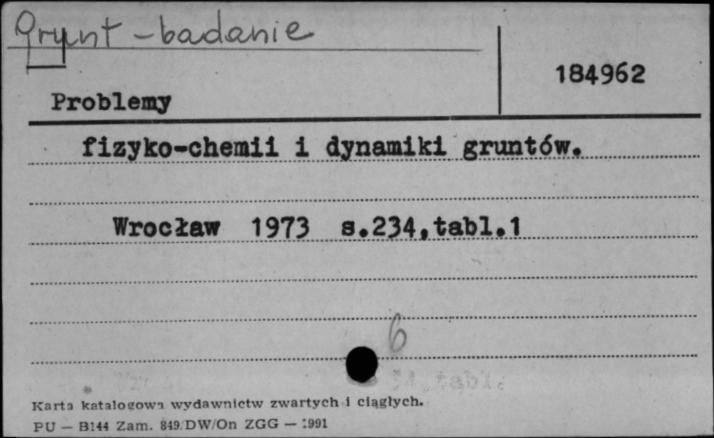 Grunt - badanie
184962
Problemy
fizyko-chemii i dynamiki gruntów.
Wrocław 1973 s.234,tabl.1
6
Karta katalogowa wydawnictw zwartych i ciągłych.
PU — B144 Zam. 849/DW/On ZGG — 1991